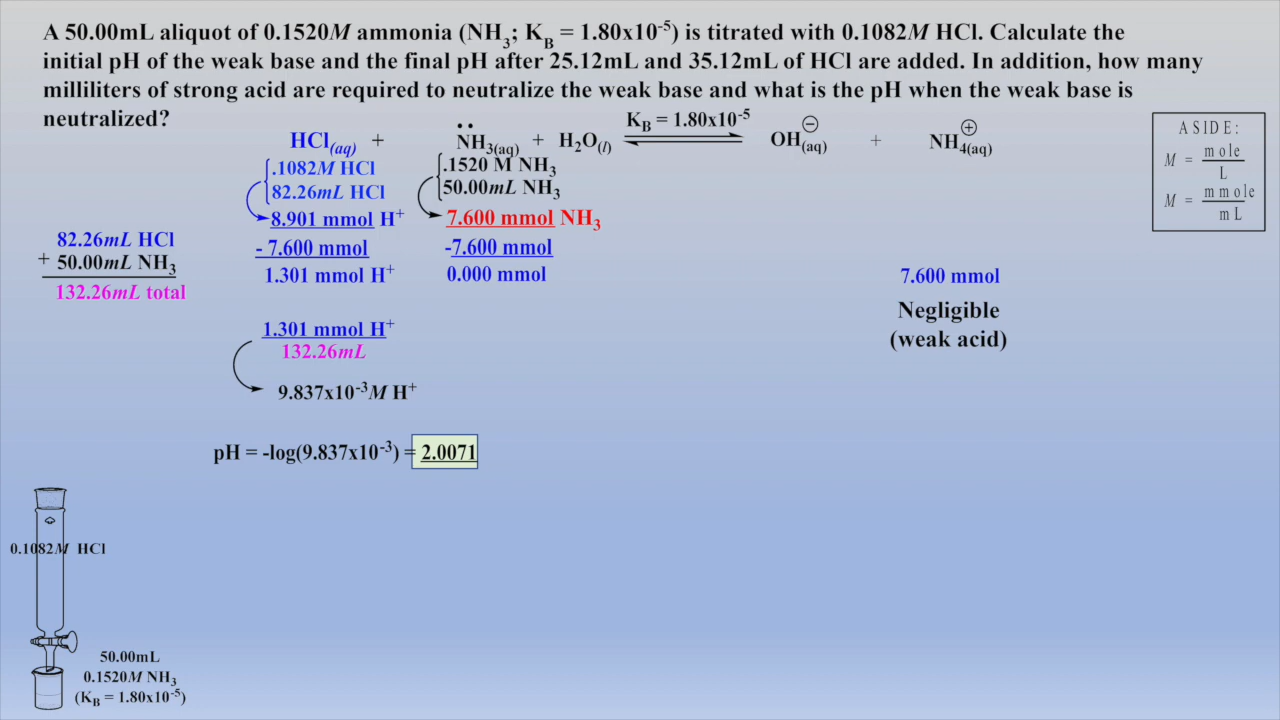 A 50.00mL aliquot of 0.1520M ammonia (NH₃; K_B = 1.80x10⁻⁵) is titrated with 0.1082M HCl. Calculate the
initial pH of the weak base and the final pH after 25.12mL and 35.12mL of HCl are added. In addition, how many
milliliters of strong acid are required to neutralize the weak base and what is the pH when the weak base is
neutralized?
K_B = 1.80x10⁻⁵
HCl(aq) + N̈H₃(aq) + H₂O(l) ⇌ OH⊖(aq) + NH₄⊕(aq)
.1082M HCl .1520 M NH₃
82.26mL HCl 50.00mL NH₃
8.901 mmol H⁺ 7.600 mmol NH₃
- 7.600 mmol -7.600 mmol
1.301 mmol H⁺ 0.000 mmol 7.600 mmol
Negligible
(weak acid)
82.26mL HCl
+ 50.00mL NH₃
132.26mL total
1.301 mmol H⁺
132.26mL
9.837x10⁻³M H⁺
pH = -log(9.837x10⁻³) = 2.0071
ASIDE:
M = mole
L
M = mmole
mL
0.1082M HCl
50.00mL
0.1520M NH₃
(K_B = 1.80x10⁻⁵)